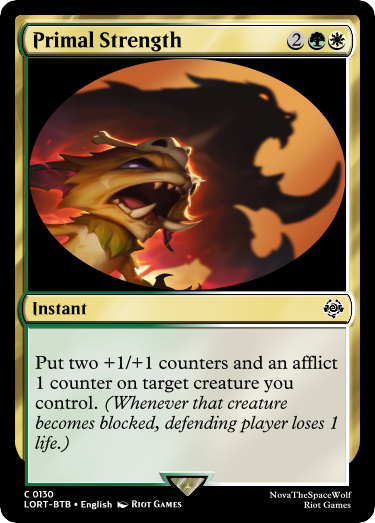 Primal Strength 2
Instant
Put two +1/+1 counters and an afflict
1 counter on target creature you
control. (Whenever that creature
becomes blocked, defending player loses 1
life.)
C 0130
LORT-BTB • English Riot Games
NovaTheSpaceWolf
Riot Games